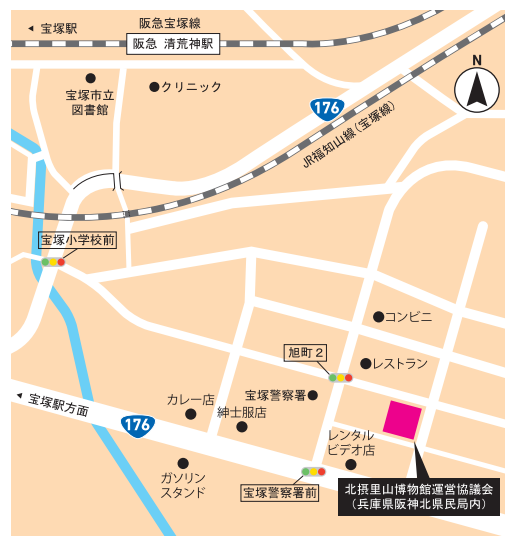 宝塚駅
阪急宝塚線
阪急 清荒神駅
N
宝塚市立
図書館
クリニック
176
JR福知山線(宝塚線)
宝塚小学校前
コンビニ
旭町2
レストラン
宝塚駅方面
176
カレー店
宝塚警察署
紳士服店
レンタル
ビデオ店
ガソリン
スタンド
宝塚警察署前
北摂里山博物館運営協議会
(兵庫県阪神北県民局内)